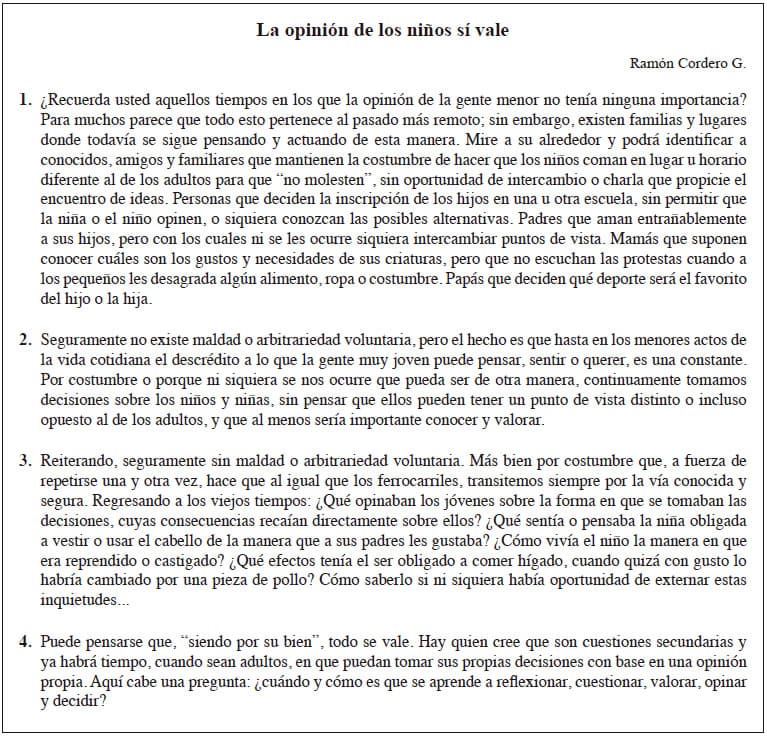 La opinión de los niños sí vale
Ramón Cordero G.
1. ¿Recuerda usted aquellos tiempos en los que la opinión de la gente menor no tenía ninguna importancia?
Para muchos parece que todo esto pertenece al pasado más remoto; sin embargo, existen familias y lugares
donde todavía se sigue pensando y actuando de esta manera. Mire a su alrededor y podrá identificar a
conocidos, amigos y familiares que mantienen la costumbre de hacer que los niños coman en lugar u horario
diferente al de los adultos para que “no molesten”, sin oportunidad de intercambio o charla que propicie el
encuentro de ideas. Personas que deciden la inscripción de los hijos en una u otra escuela, sin permitir que
la niña o el niño opinen, o siquiera conozcan las posibles alternativas. Padres que aman entrañablemente
a sus hijos, pero con los cuales ni se les ocurre siquiera intercambiar puntos de vista. Mamás que suponen
conocer cuáles son los gustos y necesidades de sus criaturas, pero que no escuchan las protestas cuando a
los pequeños les desagrada algún alimento, ropa o costumbre. Papás que deciden qué deporte será el favorito
del hijo o la hija.
2. Seguramente no existe maldad o arbitrariedad voluntaria, pero el hecho es que hasta en los menores actos de
la vida cotidiana el descrédito a lo que la gente muy joven puede pensar, sentir o querer, es una constante.
Por costumbre o porque ni siquiera se nos ocurre que pueda ser de otra manera, continuamente tomamos
decisiones sobre los niños y niñas, sin pensar que ellos pueden tener un punto de vista distinto o incluso
opuesto al de los adultos, y que al menos sería importante conocer y valorar.
3. Reiterando, seguramente sin maldad o arbitrariedad voluntaria. Más bien por costumbre que, a fuerza de
repetirse una y otra vez, hace que al igual que los ferrocarriles, transitemos siempre por la vía conocida y
segura. Regresando a los viejos tiempos: ¿Qué opinaban los jóvenes sobre la forma en que se tomaban las
decisiones, cuyas consecuencias recaían directamente sobre ellos? ¿Qué sentía o pensaba la niña obligada
a vestir o usar el cabello de la manera que a sus padres les gustaba? ¿Cómo vivía el niño la manera en que
era reprendido o castigado? ¿Qué efectos tenía el ser obligado a comer hígado, cuando quizá con gusto lo
habría cambiado por una pieza de pollo? Cómo saberlo si ni siquiera había oportunidad de externar estas
inquietudes...
4. Puede pensarse que, “siendo por su bien”, todo se vale. Hay quien cree que son cuestiones secundarias y
ya habrá tiempo, cuando sean adultos, en que puedan tomar sus propias decisiones con base en una opinión
propia. Aquí cabe una pregunta: ¿cuándo y cómo es que se aprende a reflexionar, cuestionar, valorar, opinar
y decidir?